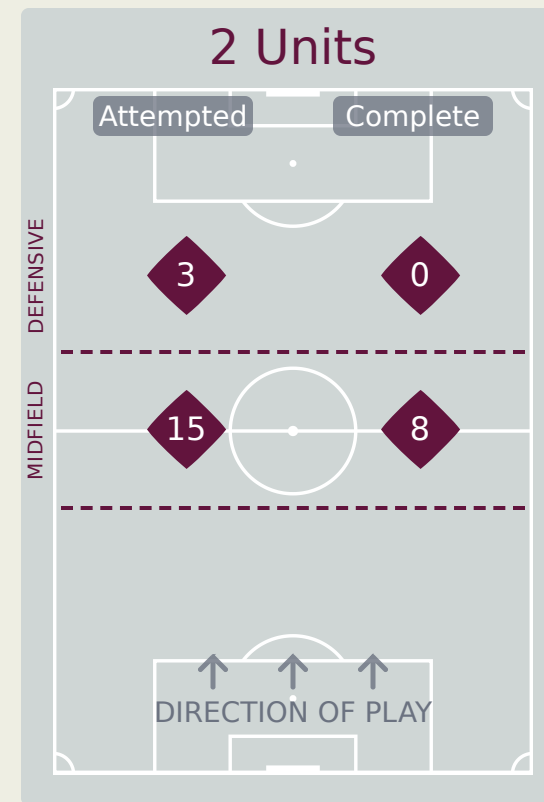 2 Units
Attempted
Complete
DEFENSIVE
3
0
MIDFIELD
15
8
DIRECTION OF PLAY